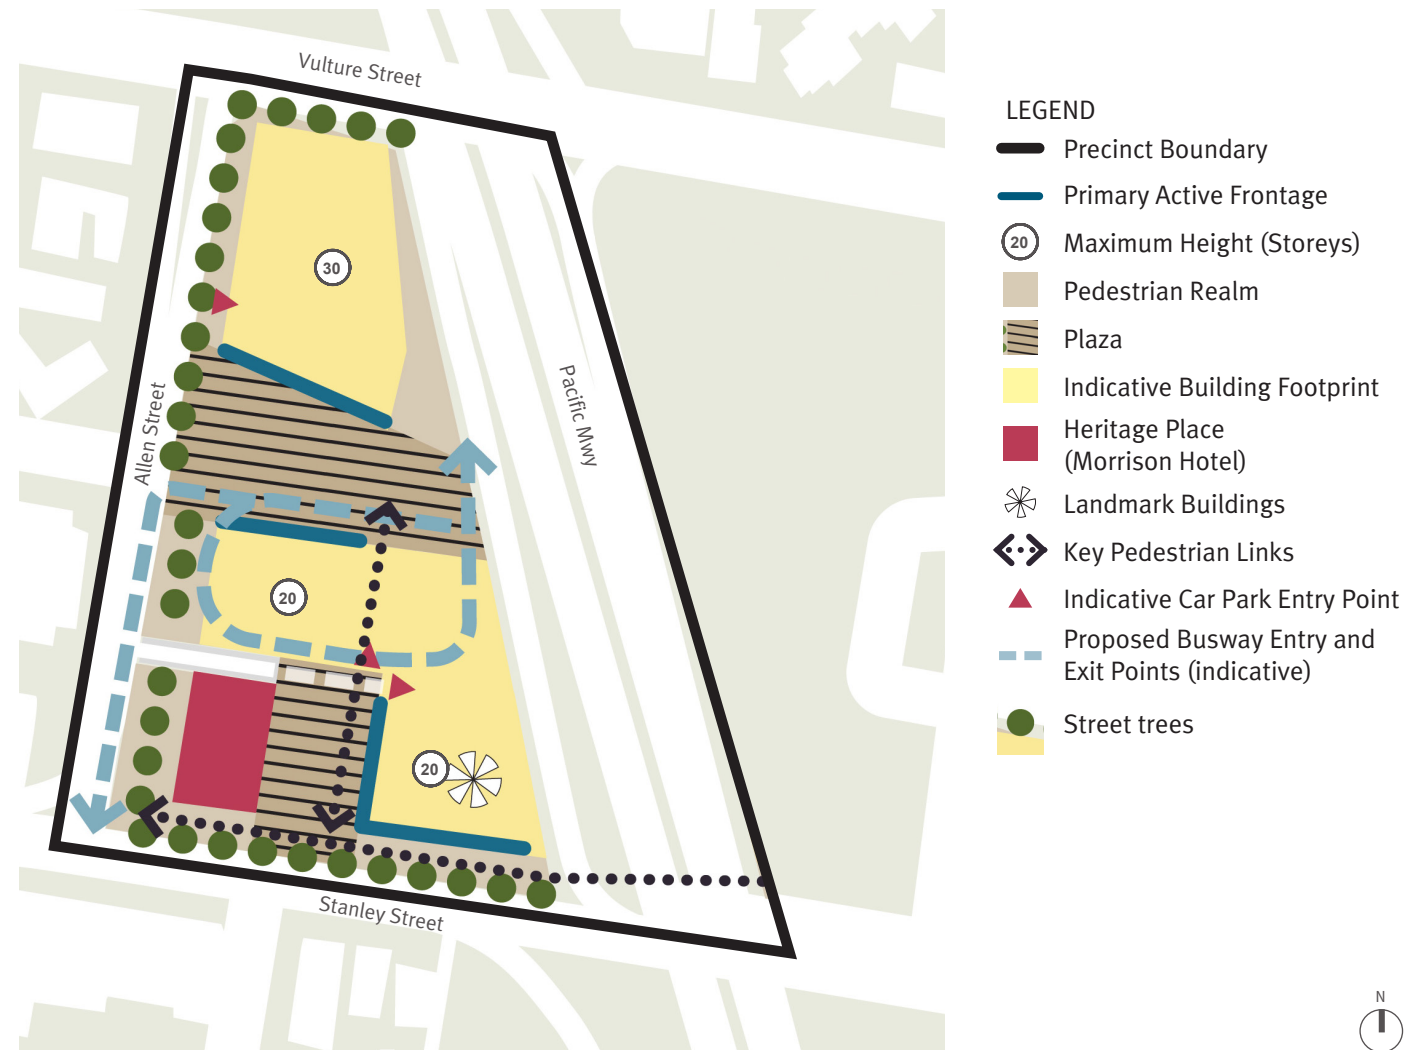 Vulture Street
Pacific Mwy
Allen Street
Stanley Street
30
20
20
LEGEND
Precinct Boundary
Primary Active Frontage
20
Maximum Height (Storeys)
Pedestrian Realm
Plaza
Indicative Building Footprint
Heritage Place
(Morrison Hotel)
Landmark Buildings
Key Pedestrian Links
Indicative Car Park Entry Point
Proposed Busway Entry and
Exit Points (indicative)
Street trees
N